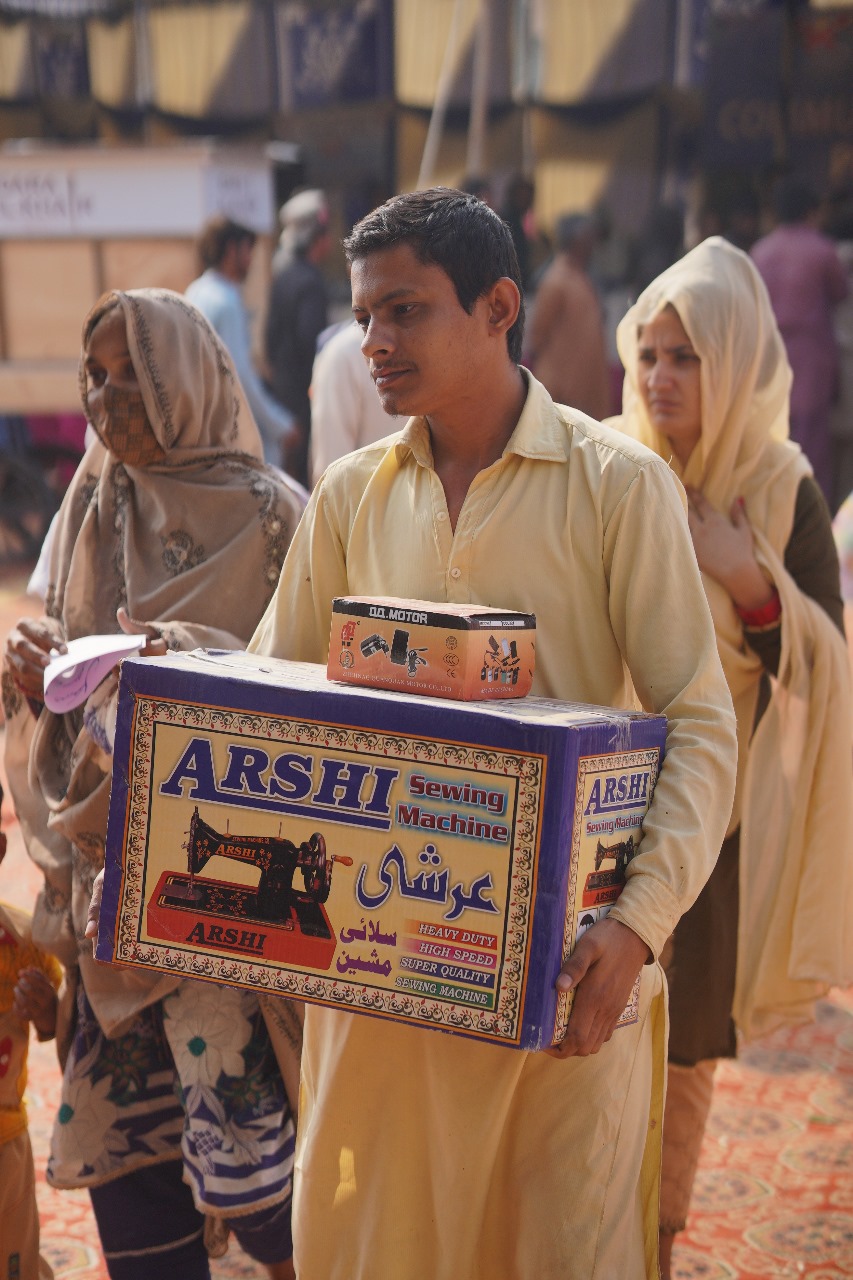 D.D. MOTOR
ARSHI
Sewing
Machine
ARSHI
عرشی
سلائی
مشین
ARSHI
HEAVY DUTY
HIGH SPEED
SUPER QUALITY
SEWING MACHINE
ARSHI
Sewing Machine
ARSHI